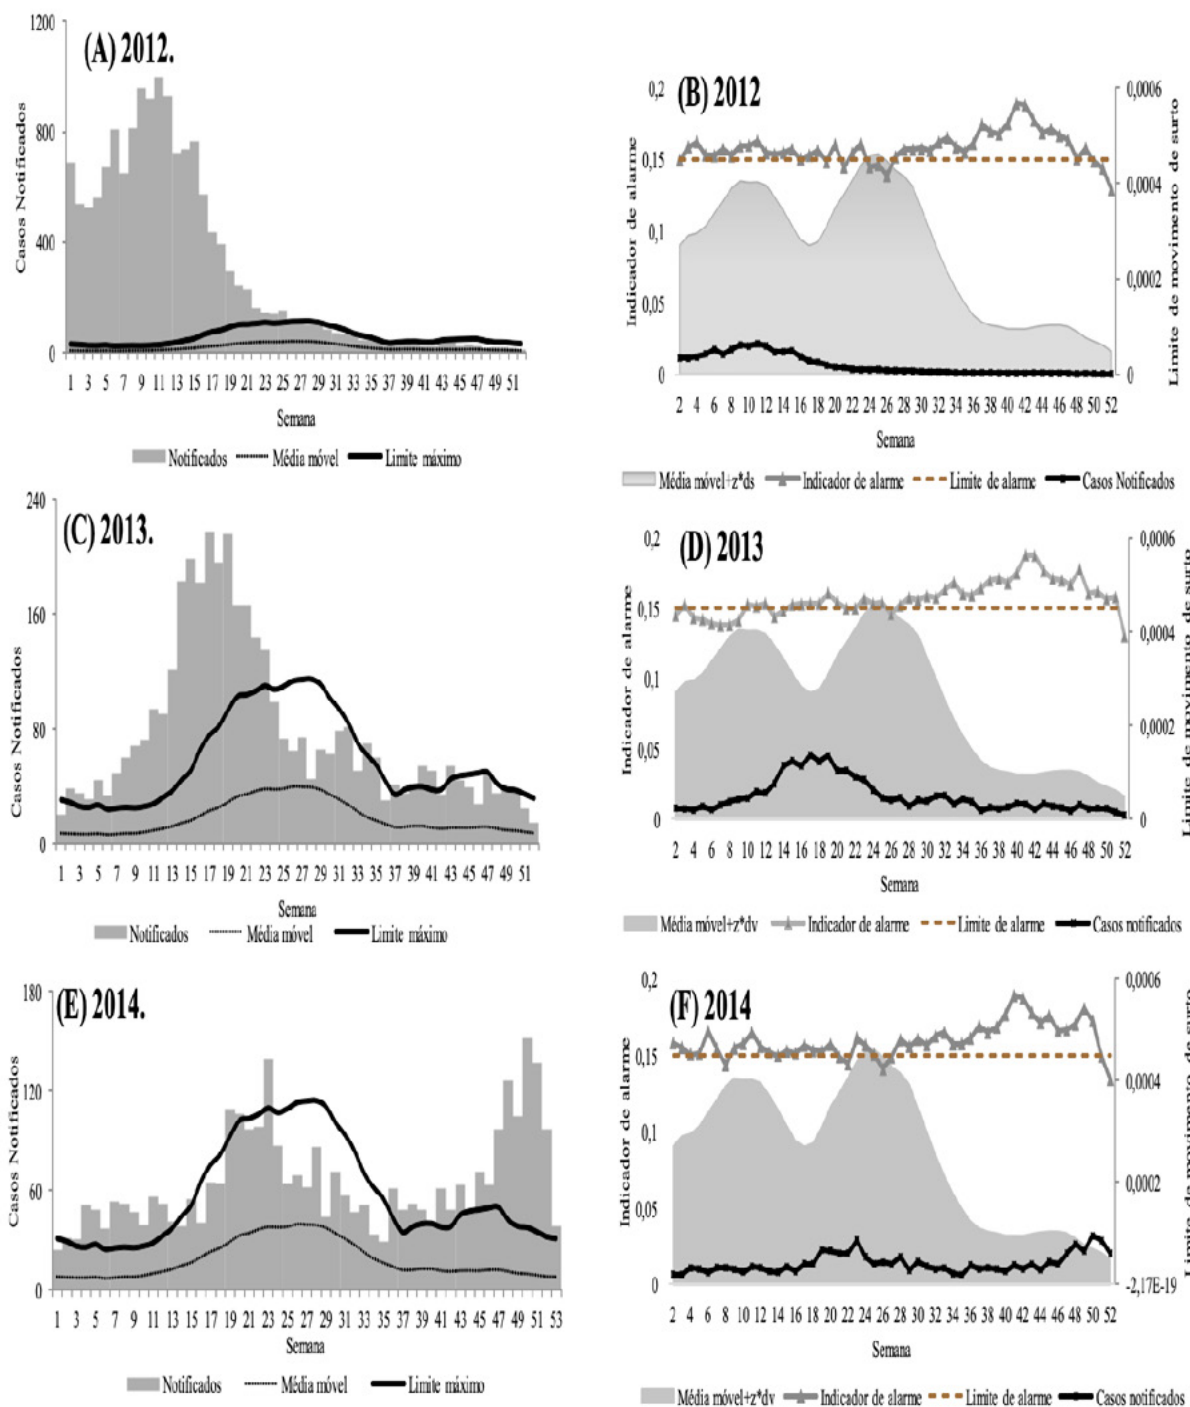 (A) 2012.
Casos Notificados
1200
800
400
0
1 3 5 7 9 11 13 15 17 19 21 23 25 27 29 31 33 35 37 39 41 43 45 47 49 51
Semana
Notificados Média móvel Limite máximo
(B) 2012
Indicador de alarme
0,2
0,15
0,1
0,05
0
0,0006
0,0004
0,0002
0
Limite de movimento de surto
2 4 6 8 10 12 14 16 18 20 22 24 26 28 30 32 34 36 38 40 42 44 46 48 50 52
Semana
Média móvel+z*ds Indicador de alarme Limite de alarme Casos Notificados
(C) 2013.
Casos Notificados
240
160
80
0
1 3 5 7 9 11 13 15 17 19 21 23 25 27 29 31 33 35 37 39 41 43 45 47 49 51
Semana
Notificados Média móvel Limite máximo
(D) 2013
Indicador de alarme
0,2
0,15
0,1
0,05
0
0,0006
0,0004
0,0002
0
Limite de movimento de surto
2 4 6 8 10 12 14 16 18 20 22 24 26 28 30 32 34 36 38 40 42 44 46 48 50 52
Semana
Média móvel+z*dv Indicador de alarme Limite de alarme Casos notificados
(E) 2014.
Casos Notificados
180
120
60
0
1 3 5 7 9 11 13 15 17 19 21 23 25 27 29 31 33 35 37 39 41 43 45 47 49 51 53
Semana
Notificados Média móvel Limite máximo
(F) 2014
Indicador de alarme
0,2
0,15
0,1
0,05
0
0,0006
0,0004
0,0002
-2,17E-19
Limite de movimento de surto
2 4 6 8 10 12 14 16 18 20 22 24 26 28 30 32 34 36 38 40 42 44 46 48 50 52
Semana
Média móvel+z*dv Indicador de alarme Limite de alarme Casos notificados